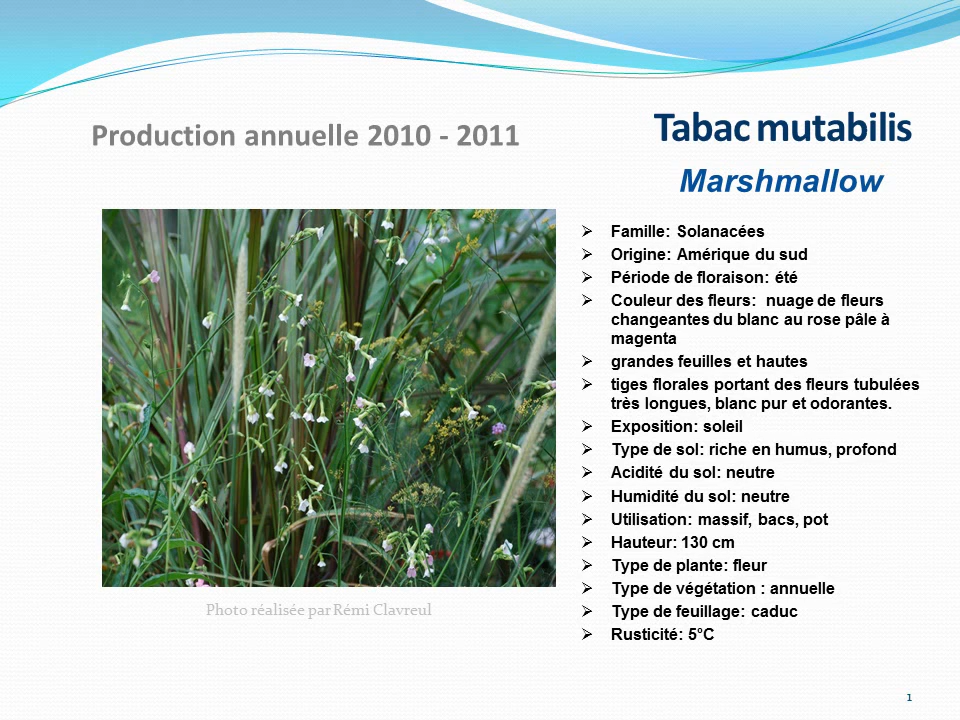 Production annuelle 2010 - 2011
Tabac mutabilis
Marshmallow
Famille: Solanacées
Origine: Amérique du sud
Période de floraison: été
Couleur des fleurs: nuage de fleurs
changeantes du blanc au rose pâle à
magenta
grandes feuilles et hautes
tiges florales portant des fleurs tubulées
très longues, blanc pur et odorantes.
Exposition: soleil
Type de sol: riche en humus, profond
Acidité du sol: neutre
Humidité du sol: neutre
Utilisation: massif, bacs, pot
Hauteur: 130 cm
Type de plante: fleur
Type de végétation : annuelle
Type de feuillage: caduc
Rusticité: 5°C
Photo réalisée par Rémi Clavreul
1